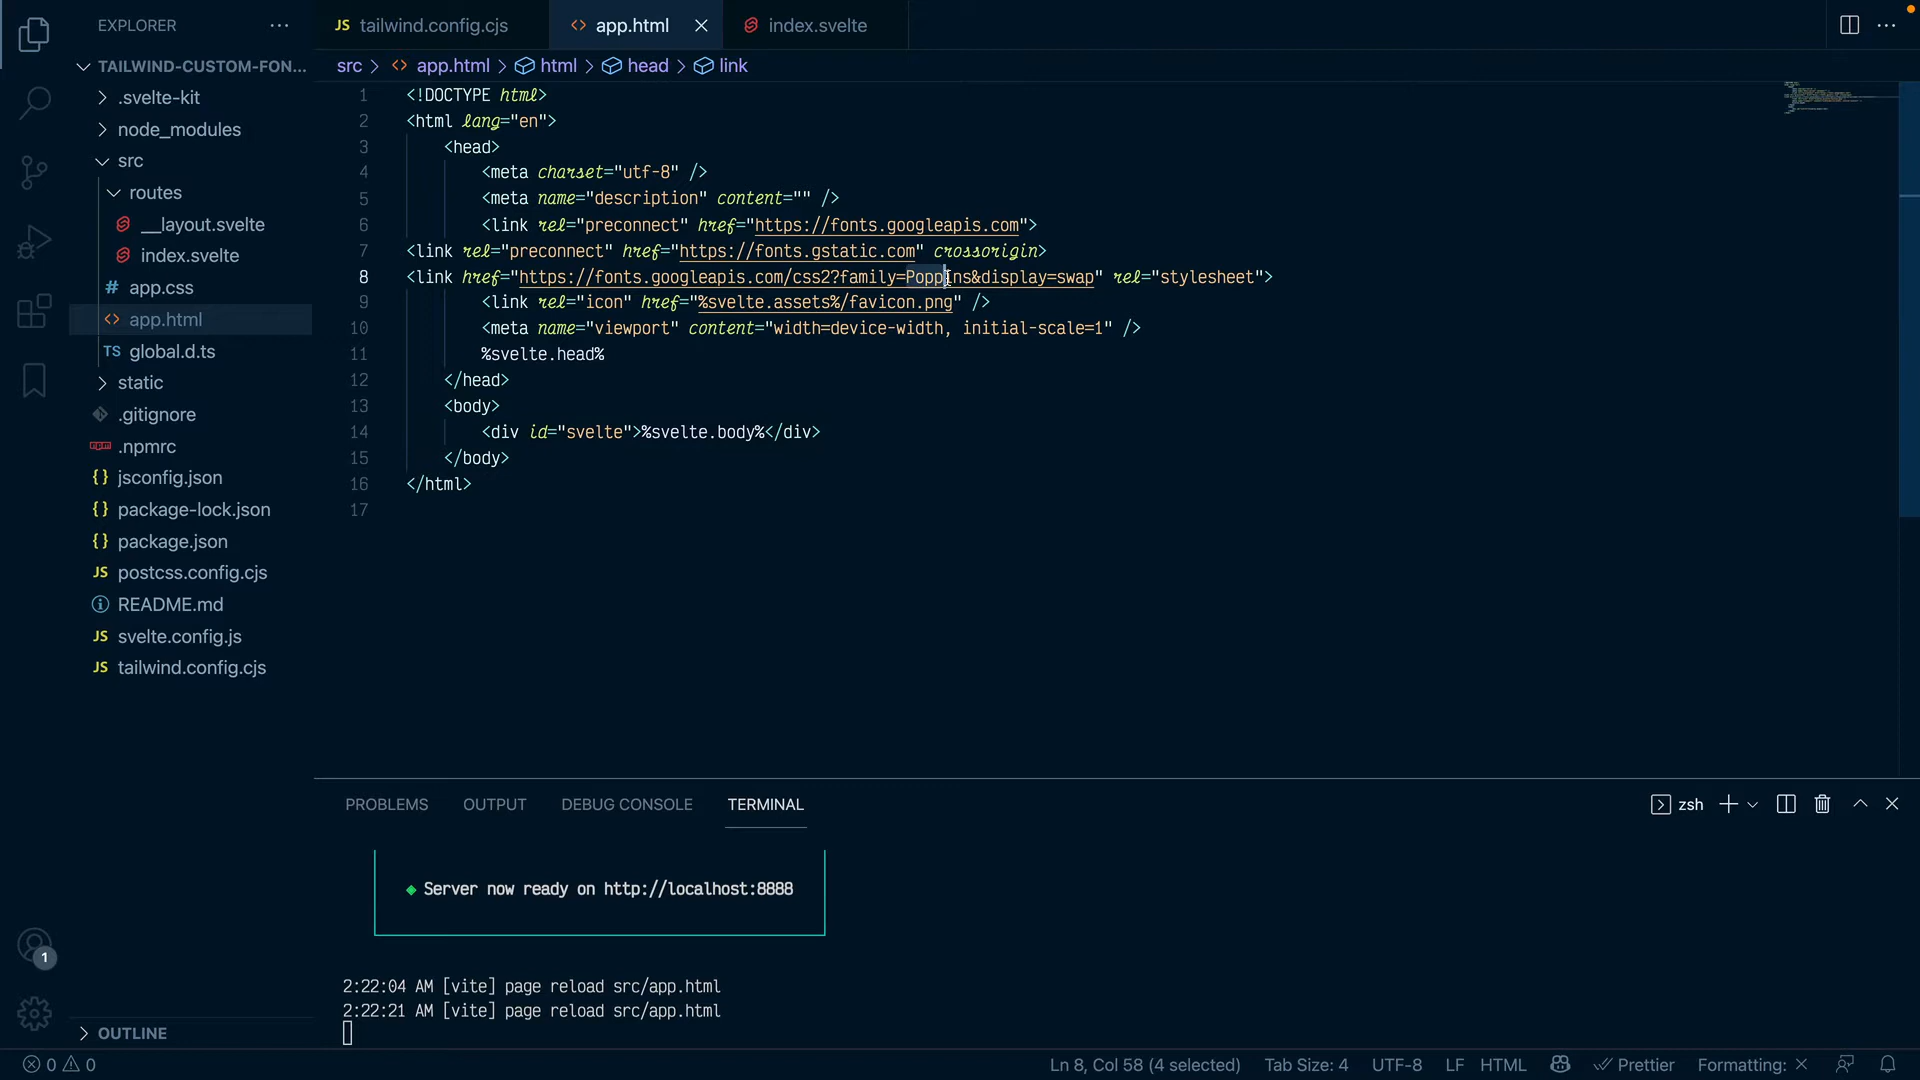 EXPLORER
TAILWIND-CUSTOM-FON...
.svelte-kit
node_modules
src
routes
__layout.svelte
index.svelte
# app.css
<> app.html
TS global.d.ts
static
.gitignore
.npmrc
{} jsconfig.json
{} package-lock.json
{} package.json
JS postcss.config.cjs
README.md
JS svelte.config.js
JS tailwind.config.cjs
OUTLINE
1
JS tailwind.config.cjs
<> app.html
index.svelte
src > <> app.html > html > head > link
1 <!DOCTYPE html>
2 <html lang="en">
3 <head>
4 <meta charset="utf-8" />
5 <meta name="description" content="" />
6 <link rel="preconnect" href="https://fonts.googleapis.com">
7 <link rel="preconnect" href="https://fonts.gstatic.com" crossorigin>
8 <link href="https://fonts.googleapis.com/css2?family=Poppins&display=swap" rel="stylesheet">
9 <link rel="icon" href="%svelte.assets%/favicon.png" />
10 <meta name="viewport" content="width=device-width, initial-scale=1" />
11 %svelte.head%
12 </head>
13 <body>
14 <div id="svelte">%svelte.body%</div>
15 </body>
16 </html>
17
PROBLEMS OUTPUT DEBUG CONSOLE TERMINAL
zsh
Server now ready on http://localhost:8888
2:22:04 AM [vite] page reload src/app.html
2:22:21 AM [vite] page reload src/app.html
0 0
Ln 8, Col 58 (4 selected) Tab Size: 4 UTF-8 LF HTML Prettier Formatting: ×